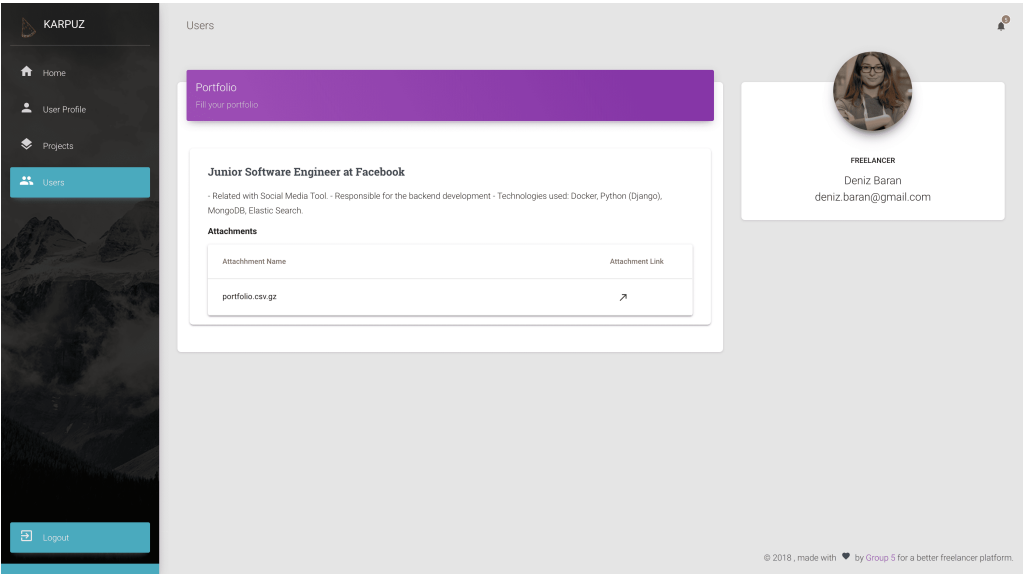 KARPUZ
Home
User Profile
Projects
Users
Logout
Users
5
Portfolio
Fill your portfolio
Junior Software Engineer at Facebook
- Related with Social Media Tool. - Responsible for the backend development - Technologies used: Docker, Python (Django),
MongoDB, Elastic Search.
Attachments
Attachhment Name Attachment Link
portfolio.csv.gz
FREELANCER
Deniz Baran
deniz.baran@gmail.com
© 2018 , made with by Group 5 for a better freelancer platform.